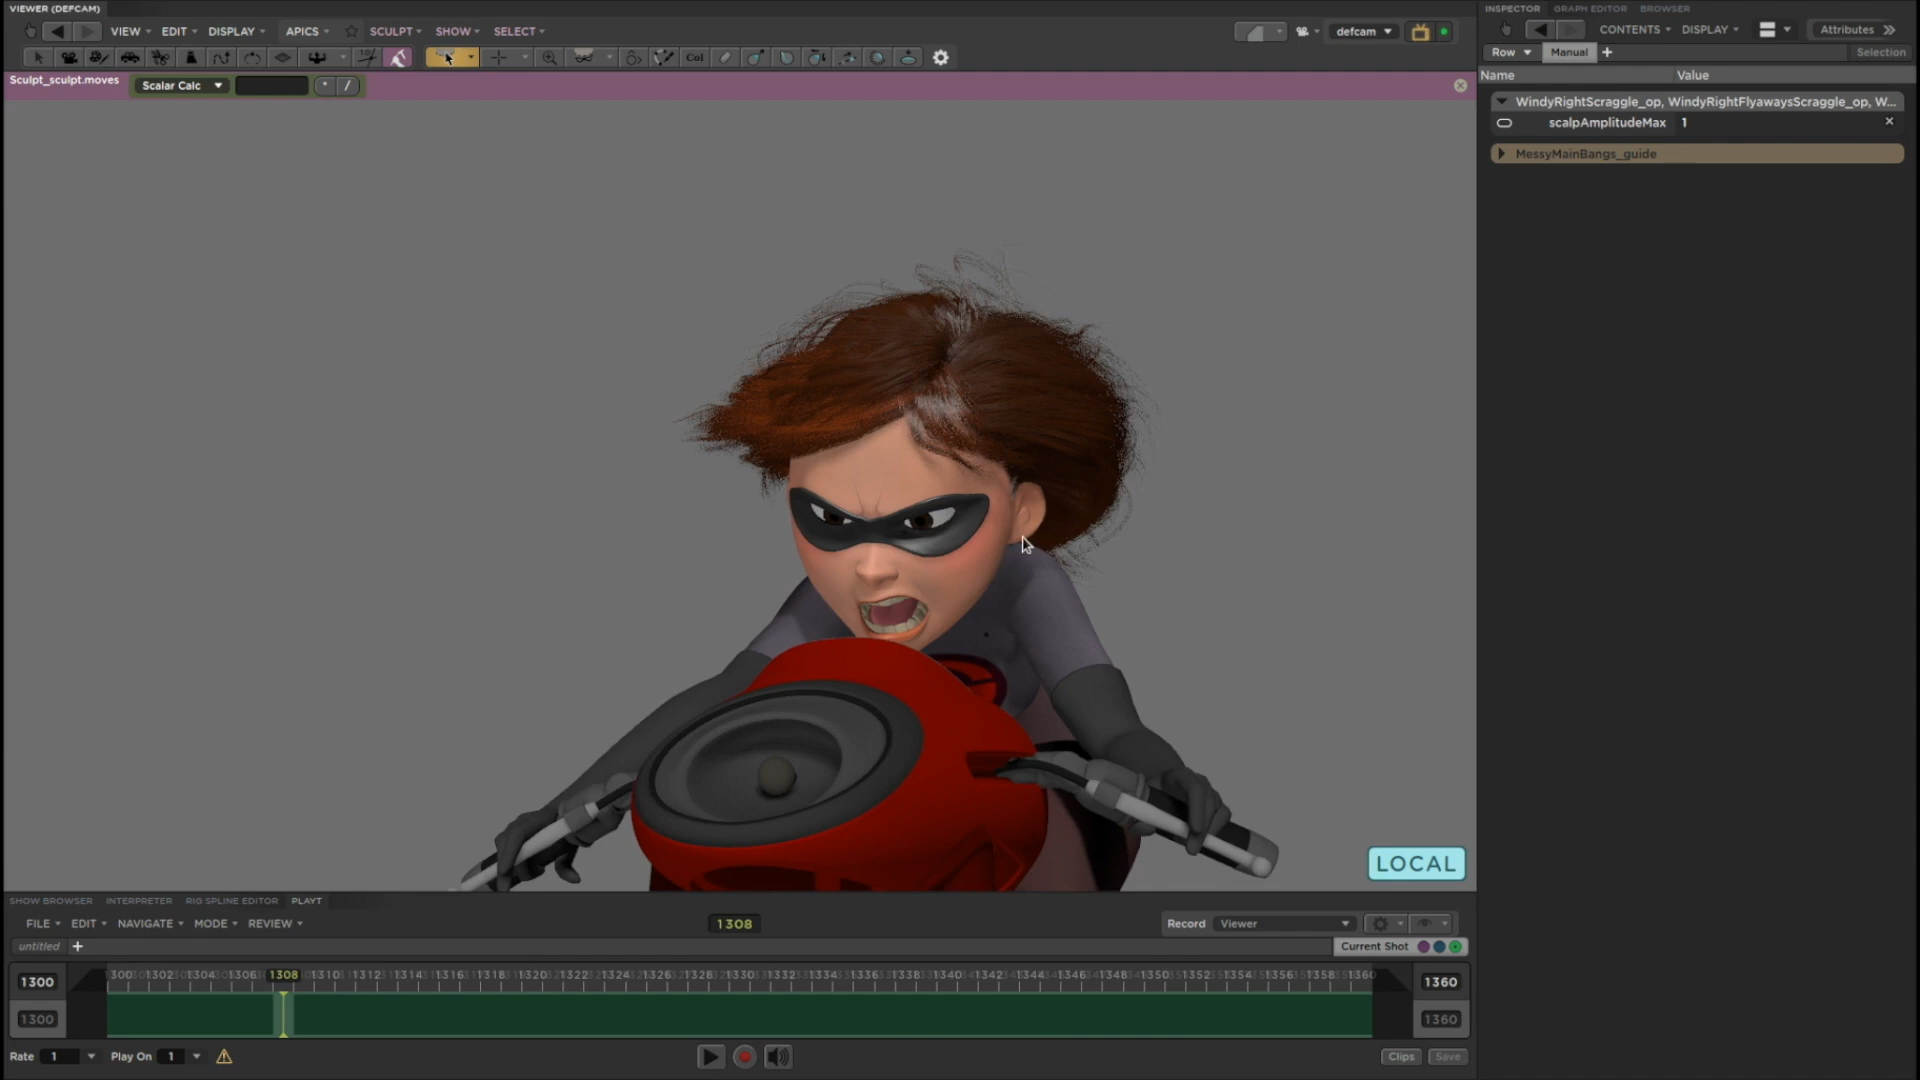 VIEWER (DEFCAM)
INSPECTOR GRAPH EDITOR BROWSER
VIEW EDIT DISPLAY APICS SCULPT SHOW SELECT defcam
CONTENTS DISPLAY Attributes
Col
Row Manual + Selection
Sculpt_sculpt.moves Scalar Calc * /
Name Value
WindyRightScraggle_op, WindyRightFlyawaysScraggle_op, W...
scalpAmplitudeMax 1
MessyMainBangs_guide
LOCAL
SHOW BROWSER INTERPRETER RIG SPLINE EDITOR PLAYT
FILE EDIT NAVIGATE MODE REVIEW 1308 Record Viewer
untitled + Current Shot
1300 1302 1304 1306 1308 1310 1312 1314 1316 1318 1320 1322 1324 1326 1328 1330 1332 1334 1336 1338 1340 1342 1344 1346 1348 1350 1352 1354 1356 1358 1360
1300 1360
1300 1360
Rate 1 Play On 1 Clips Save